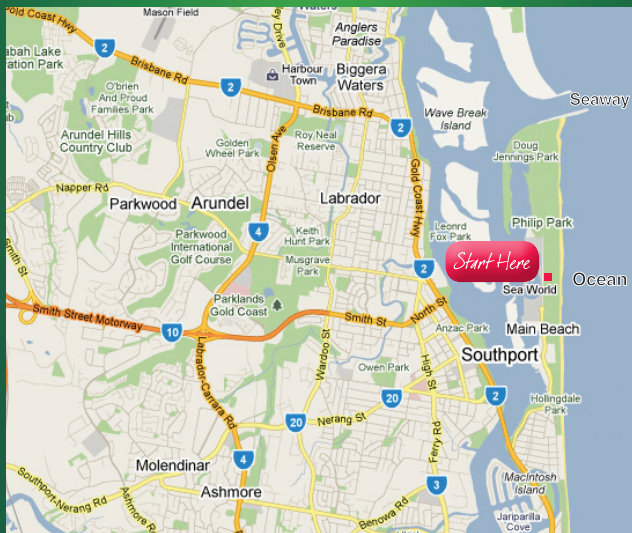 Gold Coast Hwy
Mason Field
Waters
Anglers
Paradise
2
Brisbane Rd
Harbour
Town
Biggera
Waters
2
O'brien
And Proud
Families Park
Brisbane Rd
Seaway
Wave Break
Island
2
Arundel Hills
Country Club
Golden
Wheel Park
Olsen Ave
Roy Neal
Reserve
Doug
Jennings Park
Gold Coast Hwy
Napper Rd
Parkwood
Arundel
Labrador
Leonrd
Fox Park
Philip Park
Parkwood
International
Golf Course
4
Keith
Hunt Park
Musgrave
Park
Smith St
2
Start Here
Sea World
Ocean
Parklands
Gold Coast
Smith Street Motorway
10
Smith St
North St
Anzac Park
Main Beach
Southport
Labrador-Carrara Rd
Wardoo St
Owen Park
High St
20
2
Hollingdale
Park
20
Nerang St
Ferry Rd
Molendinar
4
Ashmore
3
Macintosh
Island
Southport-Nerang Rd
Ashmore Rd
Benowa Rd
Jariparilla
Cove